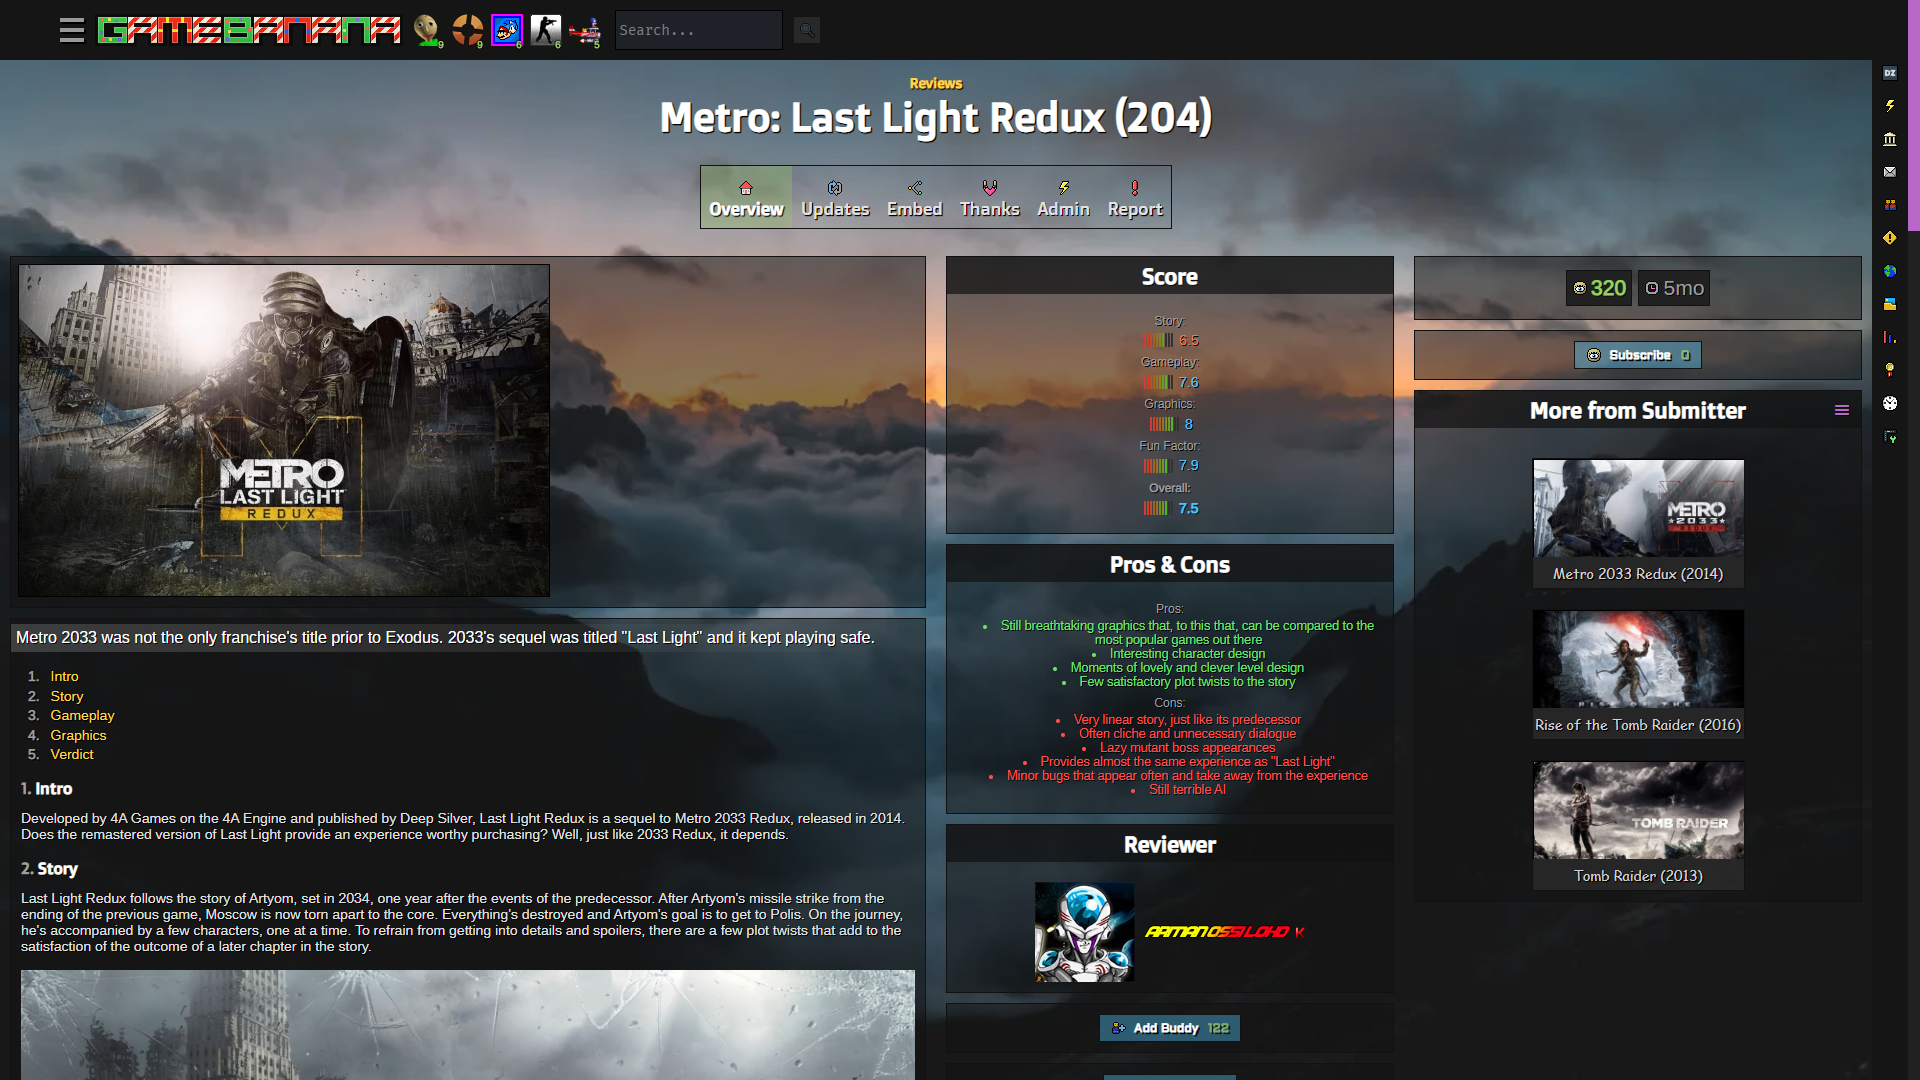 GAMEBANANA
9
9
6
6
5
Search...
Reviews
Metro: Last Light Redux (204)
Overview
Updates
Embed
Thanks
Admin
Report
METRO
LAST LIGHT
REDUX
Metro 2033 was not the only franchise's title prior to Exodus. 2033's sequel was titled "Last Light" and it kept playing safe.
1. Intro
2. Story
3. Gameplay
4. Graphics
5. Verdict
1. Intro
Developed by 4A Games on the 4A Engine and published by Deep Silver, Last Light Redux is a sequel to Metro 2033 Redux, released in 2014.
Does the remastered version of Last Light provide an experience worthy purchasing? Well, just like 2033 Redux, it depends.
2. Story
Last Light Redux follows the story of Artyom, set in 2034, one year after the events of the predecessor. After Artyom's missile strike from the
ending of the previous game, Moscow is now torn apart to the core. Everything's destroyed and Artyom's goal is to get to Polis. On the journey,
he's accompanied by a few characters, one at a time. To refrain from getting into details and spoilers, there are a few plot twists that add to the
satisfaction of the outcome of a later chapter in the story.
Score
Story:
6.5
Gameplay:
7.6
Graphics:
8
Fun Factor:
7.9
Overall:
7.5
Pros & Cons
Pros:
Still breathtaking graphics that, to this that, can be compared to the
most popular games out there
Interesting character design
Moments of lovely and clever level design
Few satisfactory plot twists to the story
Cons:
Very linear story, just like its predecessor
Often cliche and unnecessary dialogue
Lazy mutant boss appearances
Provides almost the same experience as "Last Light"
Minor bugs that appear often and take away from the experience
Still terrible AI
Reviewer
Add Buddy 122
320
5mo
Subscribe 0
More from Submitter
METRO
2033
REDUX
Metro 2033 Redux (2014)
Rise of the Tomb Raider (2016)
TOMB RAIDER
Tomb Raider (2013)
DZ